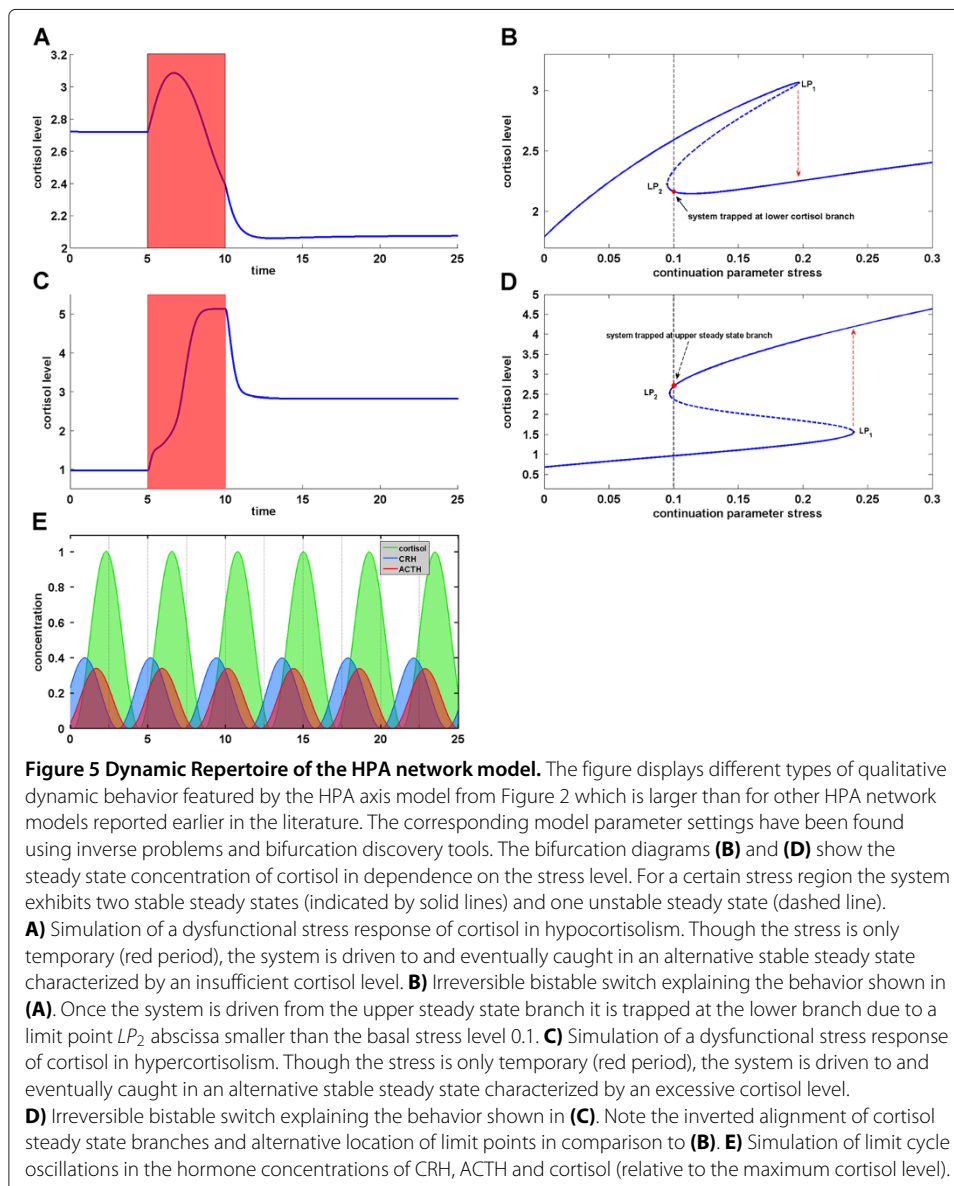 A
B
3.2
3
2.8
2.6
2.4
2.2
2
cortisol level
0
5
10
15
20
25
time
3
2.5
2
cortisol level
LP1
LP2
system trapped at lower cortisol branch
0
0.05
0.1
0.15
0.2
0.25
0.3
continuation parameter stress
C
D
5
4
3
2
1
cortisol level
0
5
10
15
20
25
time
5
4.5
3.5
3
2.5
2
1.5
1
0.5
cortisol level
system trapped at upper steady state branch
LP2
LP1
0
0.05
0.1
0.15
0.2
0.25
0.3
continuation parameter stress
E
1
0.8
0.6
0.4
0.2
0
concentration
cortisol
CRH
ACTH
0
5
10
15
20
25
Figure 5 Dynamic Repertoire of the HPA network model. The figure displays different types of qualitative
dynamic behavior featured by the HPA axis model from Figure 2 which is larger than for other HPA network
models reported earlier in the literature. The corresponding model parameter settings have been found
using inverse problems and bifurcation discovery tools. The bifurcation diagrams (B) and (D) show the
steady state concentration of cortisol in dependence on the stress level. For a certain stress region the system
exhibits two stable steady states (indicated by solid lines) and one unstable steady state (dashed line).
A) Simulation of a dysfunctional stress response of cortisol in hypocortisolism. Though the stress is only
temporary (red period), the system is driven to and eventually caught in an alternative stable steady state
characterized by an insufficient cortisol level. B) Irreversible bistable switch explaining the behavior shown in
(A). Once the system is driven from the upper steady state branch it is trapped at the lower branch due to a
limit point LP2 abscissa smaller than the basal stress level 0.1. C) Simulation of a dysfunctional stress response
of cortisol in hypercortisolism. Though the stress is only temporary (red period), the system is driven to and
eventually caught in an alternative stable steady state characterized by an excessive cortisol level.
D) Irreversible bistable switch explaining the behavior shown in (C). Note the inverted alignment of cortisol
steady state branches and alternative location of limit points in comparison to (B). E) Simulation of limit cycle
oscillations in the hormone concentrations of CRH, ACTH and cortisol (relative to the maximum cortisol level).